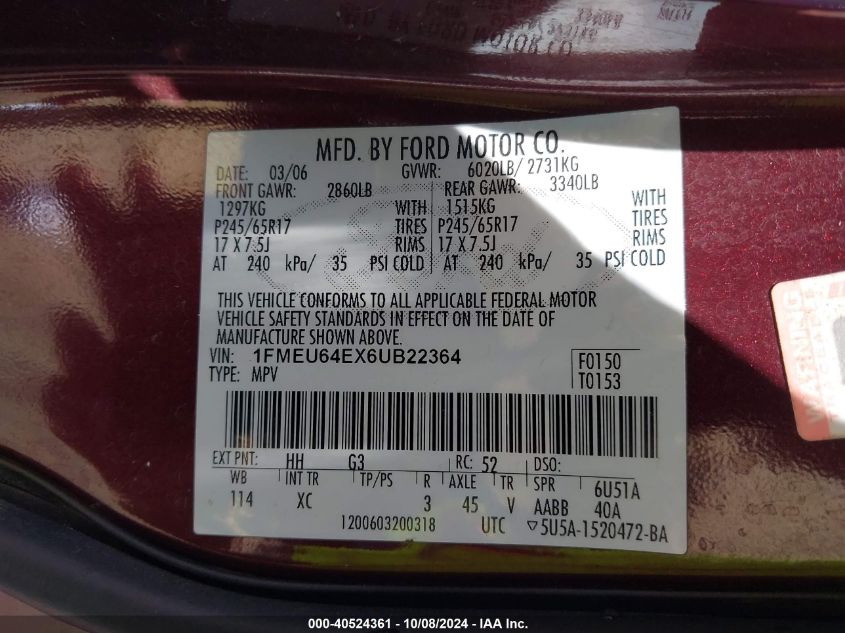 MOTOR CO
MFD. BY FORD MOTOR CO.
DATE: 03/06 GVWR: 6020LB/ 2731KG
FRONT GAWR: 2860LB REAR GAWR: 3340LB
1297KG WITH 1515KG WITH
P245/65R17 TIRES P245/65R17 TIRES
17 X 7.5J RIMS 17 X 7.5J RIMS
AT 240 kPa/ 35 PSI COLD AT 240 kPa/ 35 PSI COLD
THIS VEHICLE CONFORMS TO ALL APPLICABLE FEDERAL MOTOR
VEHICLE SAFETY STANDARDS IN EFFECT ON THE DATE OF
MANUFACTURE SHOWN ABOVE.
VIN: 1FMEU64EX6UB22364 F0150
TYPE: MPV T0153
EXT PNT: HH G3 RC: 52 DSO:
WB INT TR TP/PS R AXLE TR SPR 6U51A
114 XC 3 45 V AABB 40A
1200603200318 UTC ▽5U5A-1520472-BA
WARNING
000-40524361 - 10/08/2024 - IAA Inc.